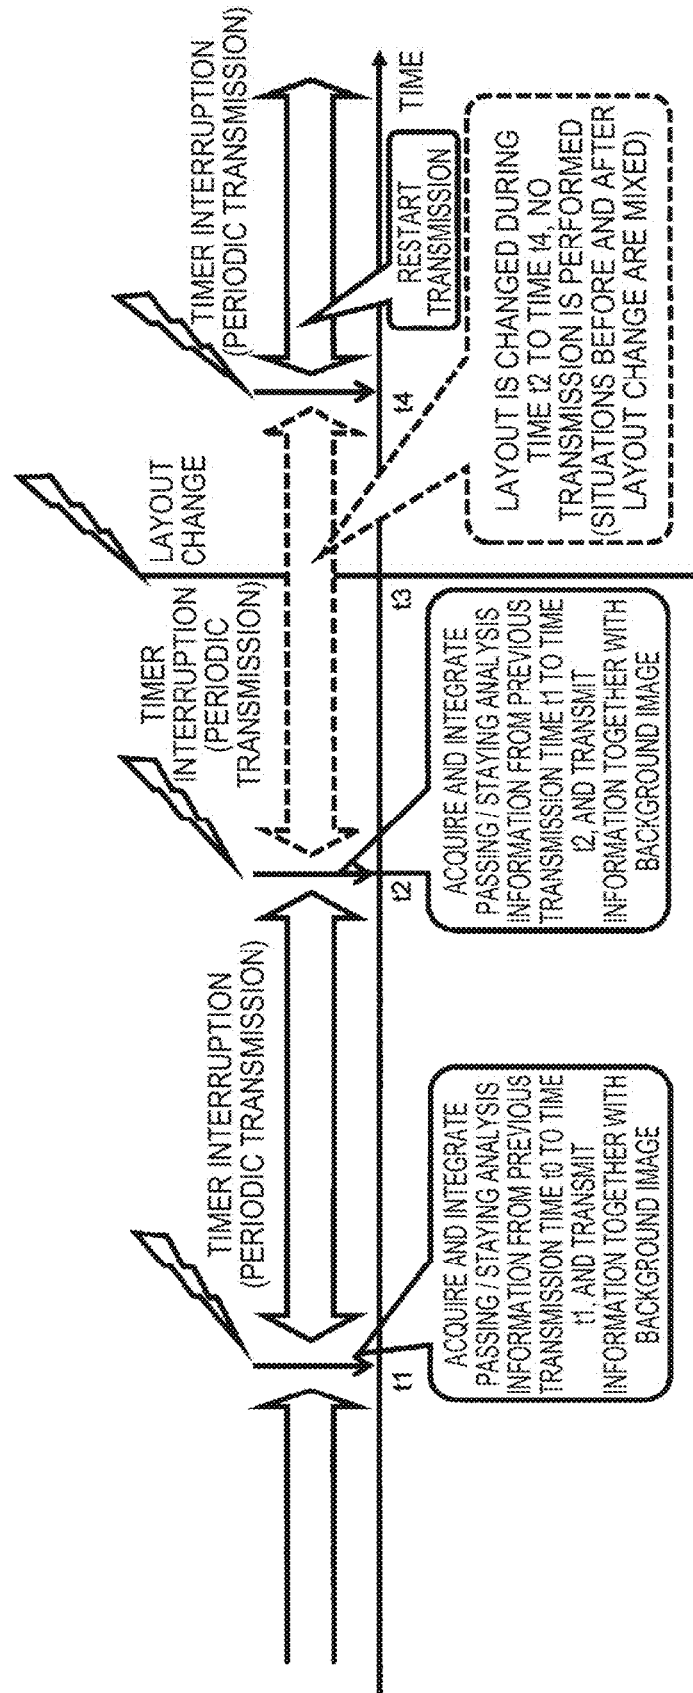 TIMER INTERRUPTION
(PERIODIC TRANSMISSION)
t1
ACQUIRE AND INTEGRATE
PASSING / STAYING ANALYSIS
INFORMATION FROM PREVIOUS
TRANSMISSION TIME t0 TO TIME
t1, AND TRANSMIT
INFORMATION TOGETHER WITH
BACKGROUND IMAGE
TIMER
INTERRUPTION
(PERIODIC
TRANSMISSION)
t2
ACQUIRE AND INTEGRATE
PASSING / STAYING ANALYSIS
INFORMATION FROM PREVIOUS
TRANSMISSION TIME t1 TO TIME
t2, AND TRANSMIT
INFORMATION TOGETHER WITH
BACKGROUND IMAGE
LAYOUT
CHANGE
t3
TIMER INTERRUPTION
(PERIODIC TRANSMISSION)
t4
RESTART
TRANSMISSION
TIME
LAYOUT IS CHANGED DURING
TIME t2 TO TIME t4, NO
TRANSMISSION IS PERFORMED
(SITUATIONS BEFORE AND AFTER
LAYOUT CHANGE ARE MIXED)